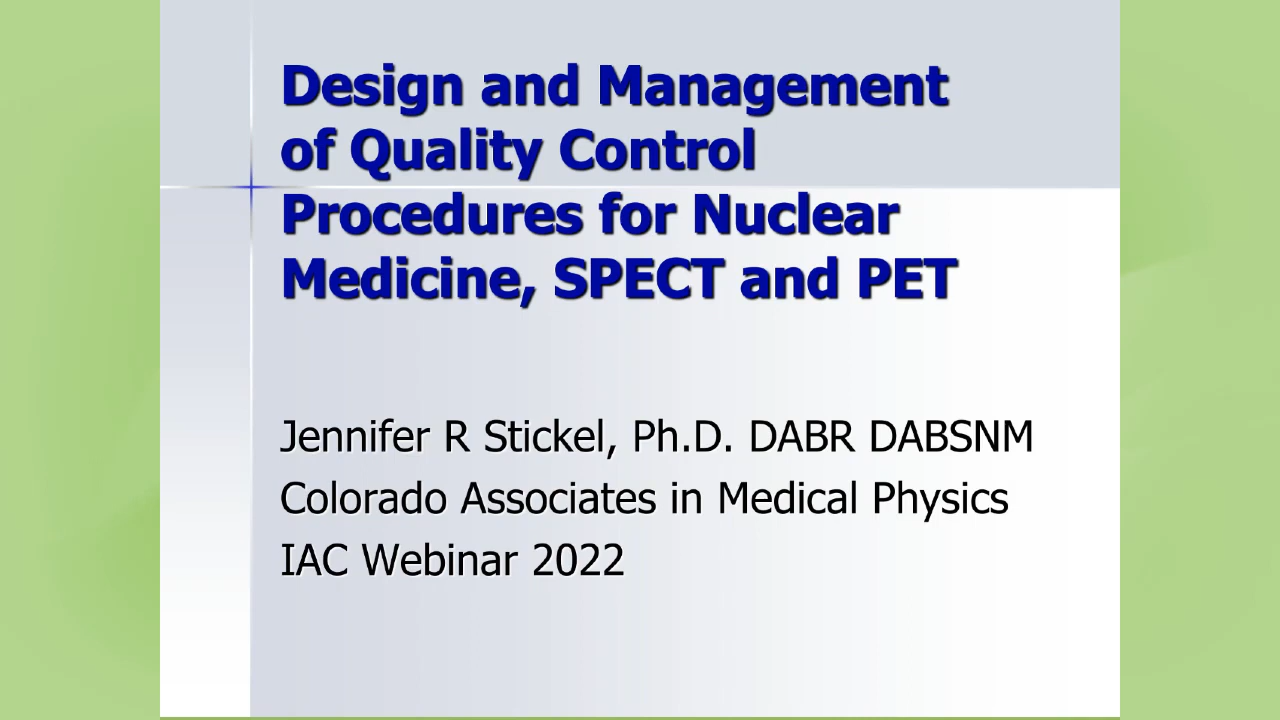 Design and Management
of Quality Control
Procedures for Nuclear
Medicine, SPECT and PET
Jennifer R Stickel, Ph.D. DABR DABSNM
Colorado Associates in Medical Physics
IAC Webinar 2022